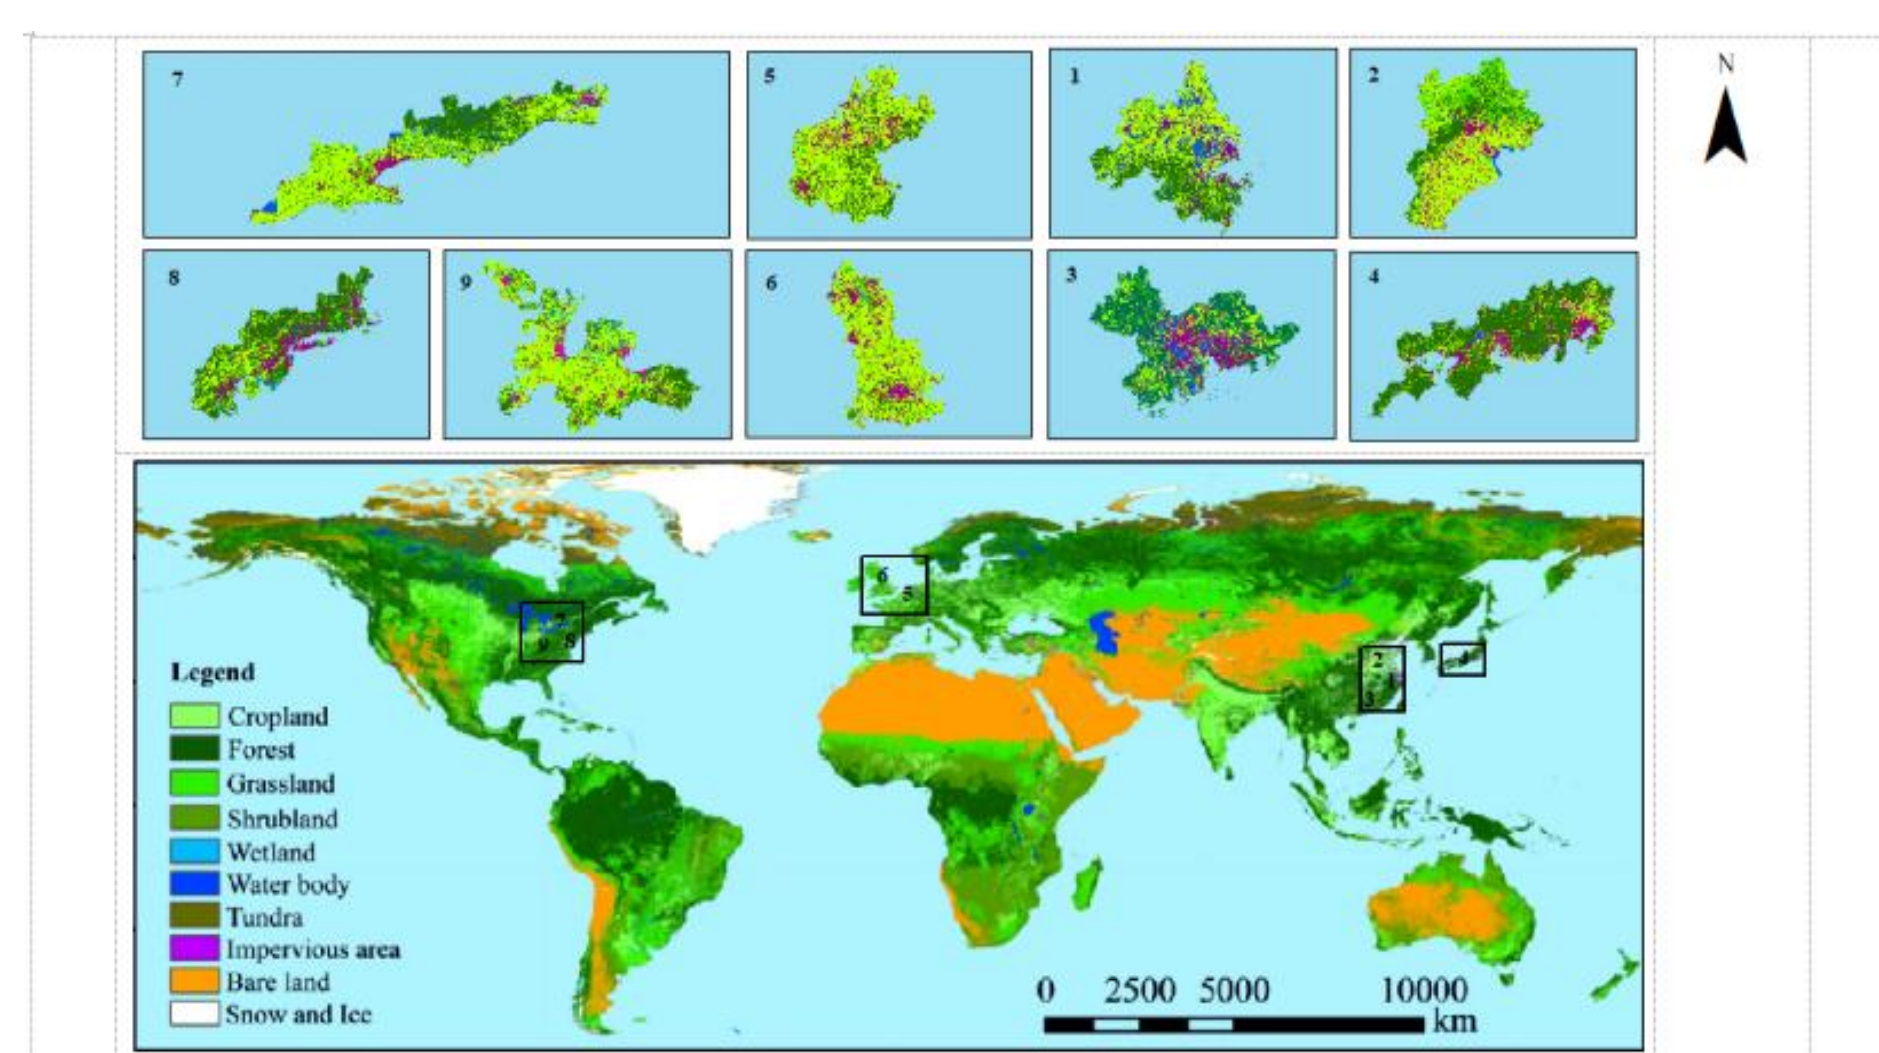 7
5
1
2
N
8
9
6
3
4
6
5
7
9
8
2
1
3
4
Legend
Cropland
Forest
Grassland
Shrubland
Wetland
Water body
Tundra
Impervious area
Bare land
Snow and Ice
0 2500 5000 10000
km